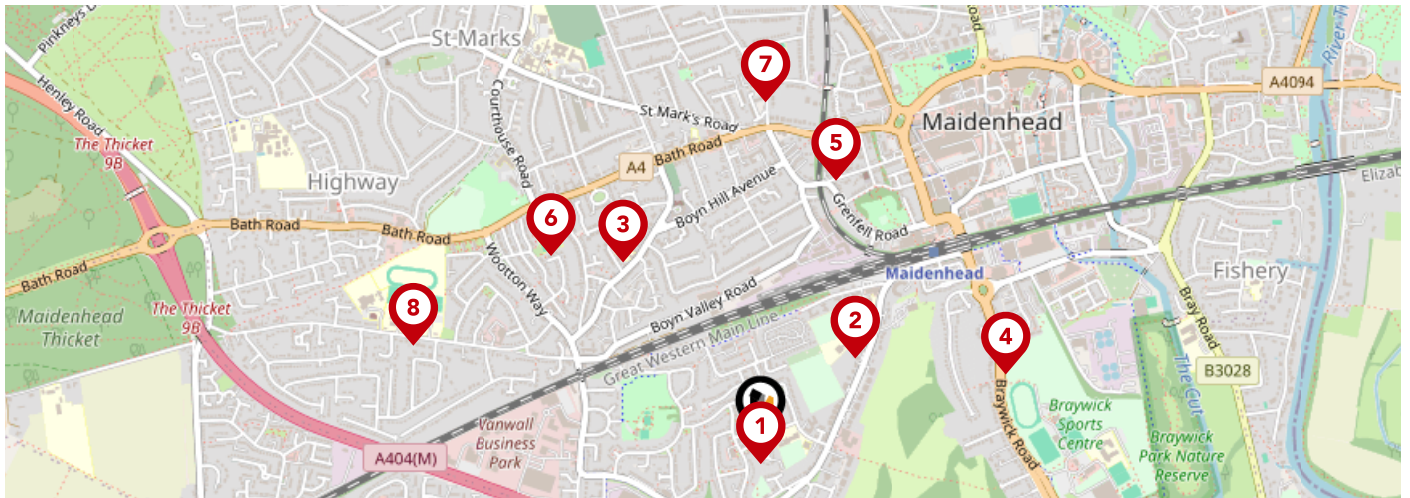 Pinkneys
St Marks
7
River T
A4094
Henley Road
Courthouse Road
St Mark's Road
Maidenhead
The Thicket
9B
5
A4
Bath Road
Highway
Elizab
Boyn Hill Avenue
Grenfell Road
6
3
Bath Road
Bath Road
Bath Road
Wootton Way
Maidenhead
Fishery
Boyn Valley Road
Bray Road
The Thicket
9B
Maidenhead
Thicket
8
2
4
Great Western Main Line
The Cut
B3028
Braywick Road
1
Braywick
Sports
Centre
Vanwall
Business
Park
A404(M)
Braywick
Park Nature
Reserve